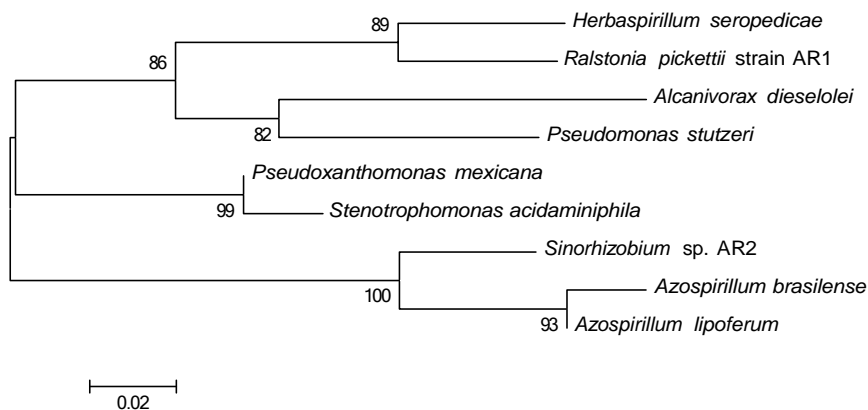 Herbaspirillum seropedicae
89
Ralstonia pickettii strain AR1
86
Alcanivorax dieselolei
82
Pseudomonas stutzeri
Pseudoxanthomonas mexicana
99
Stenotrophomonas acidaminiphila
Sinorhizobium sp. AR2
100
Azospirillum brasilense
93
Azospirillum lipoferum
0.02